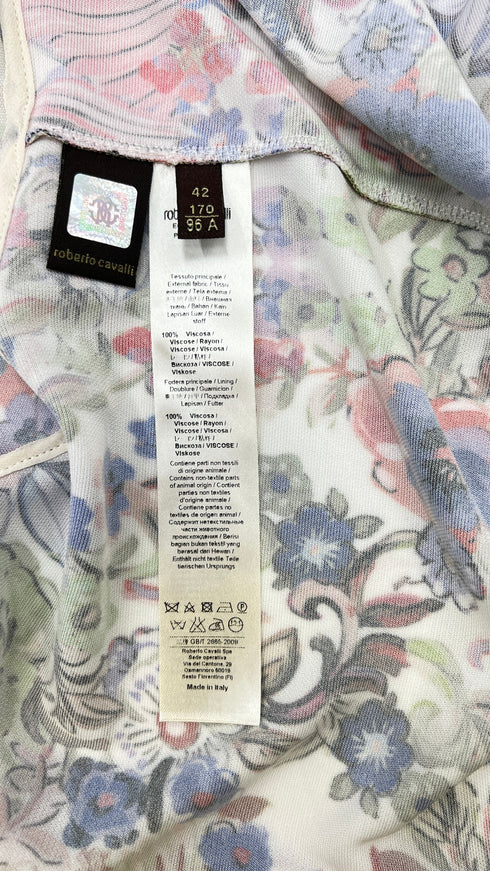 roberto cavalli
42
170
96 A
Tessuto principale /
External fabric / Tissu
externe / Tela externa /
Внешная
ткань / Bahan / Kain
Lapisan Luar / Externe-
stoff
100% Viscosa /
Viscose / Rayon /
Viscose / Viscosa /
Вискоза / VISCOSE /
Viskose
Fodera principale / Lining /
Doublure / Guarnicion /
Подкладка /
Lapisan / Futter
100% Viscosa /
Viscose / Rayon /
Viscose / Viscosa /
Вискоза / VISCOSE /
Viskose
Contiene parti non tessili
di origine animale /
Contains non-textile parts
of animal origin / Contient
parties non textiles
d'origine animale /
Contiene partes no
textiles de origen animal /
Содержит нетекстильные
части животного
происхождения / Berisi
bagian bukan tekstil yang
berasal dari Hewan /
Enthält nicht textile Teile
tierischen Ursprungs
GB/T 2665-2009
Roberto Cavalli Spa
Sede operativa
Via del Cantone, 29
Osmannoro 50019
Sesto Fiorentino (FI)
Made in Italy